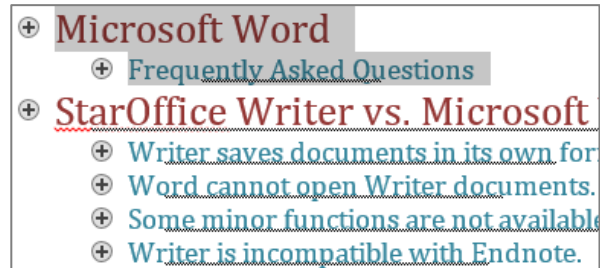 Microsoft Word
Frequently Asked Questions
StarOffice Writer vs. Microsoft
Writer saves documents in its own for
Word cannot open Writer documents.
Some minor functions are not available
Writer is incompatible with Endnote.